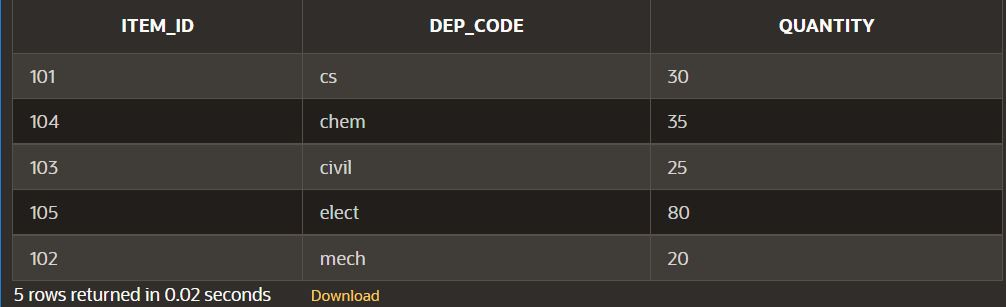 ITEM_ID DEP_CODE QUANTITY
101 cs 30
104 chem 35
103 civil 25
105 elect 80
102 mech 20
5 rows returned in 0.02 seconds Download